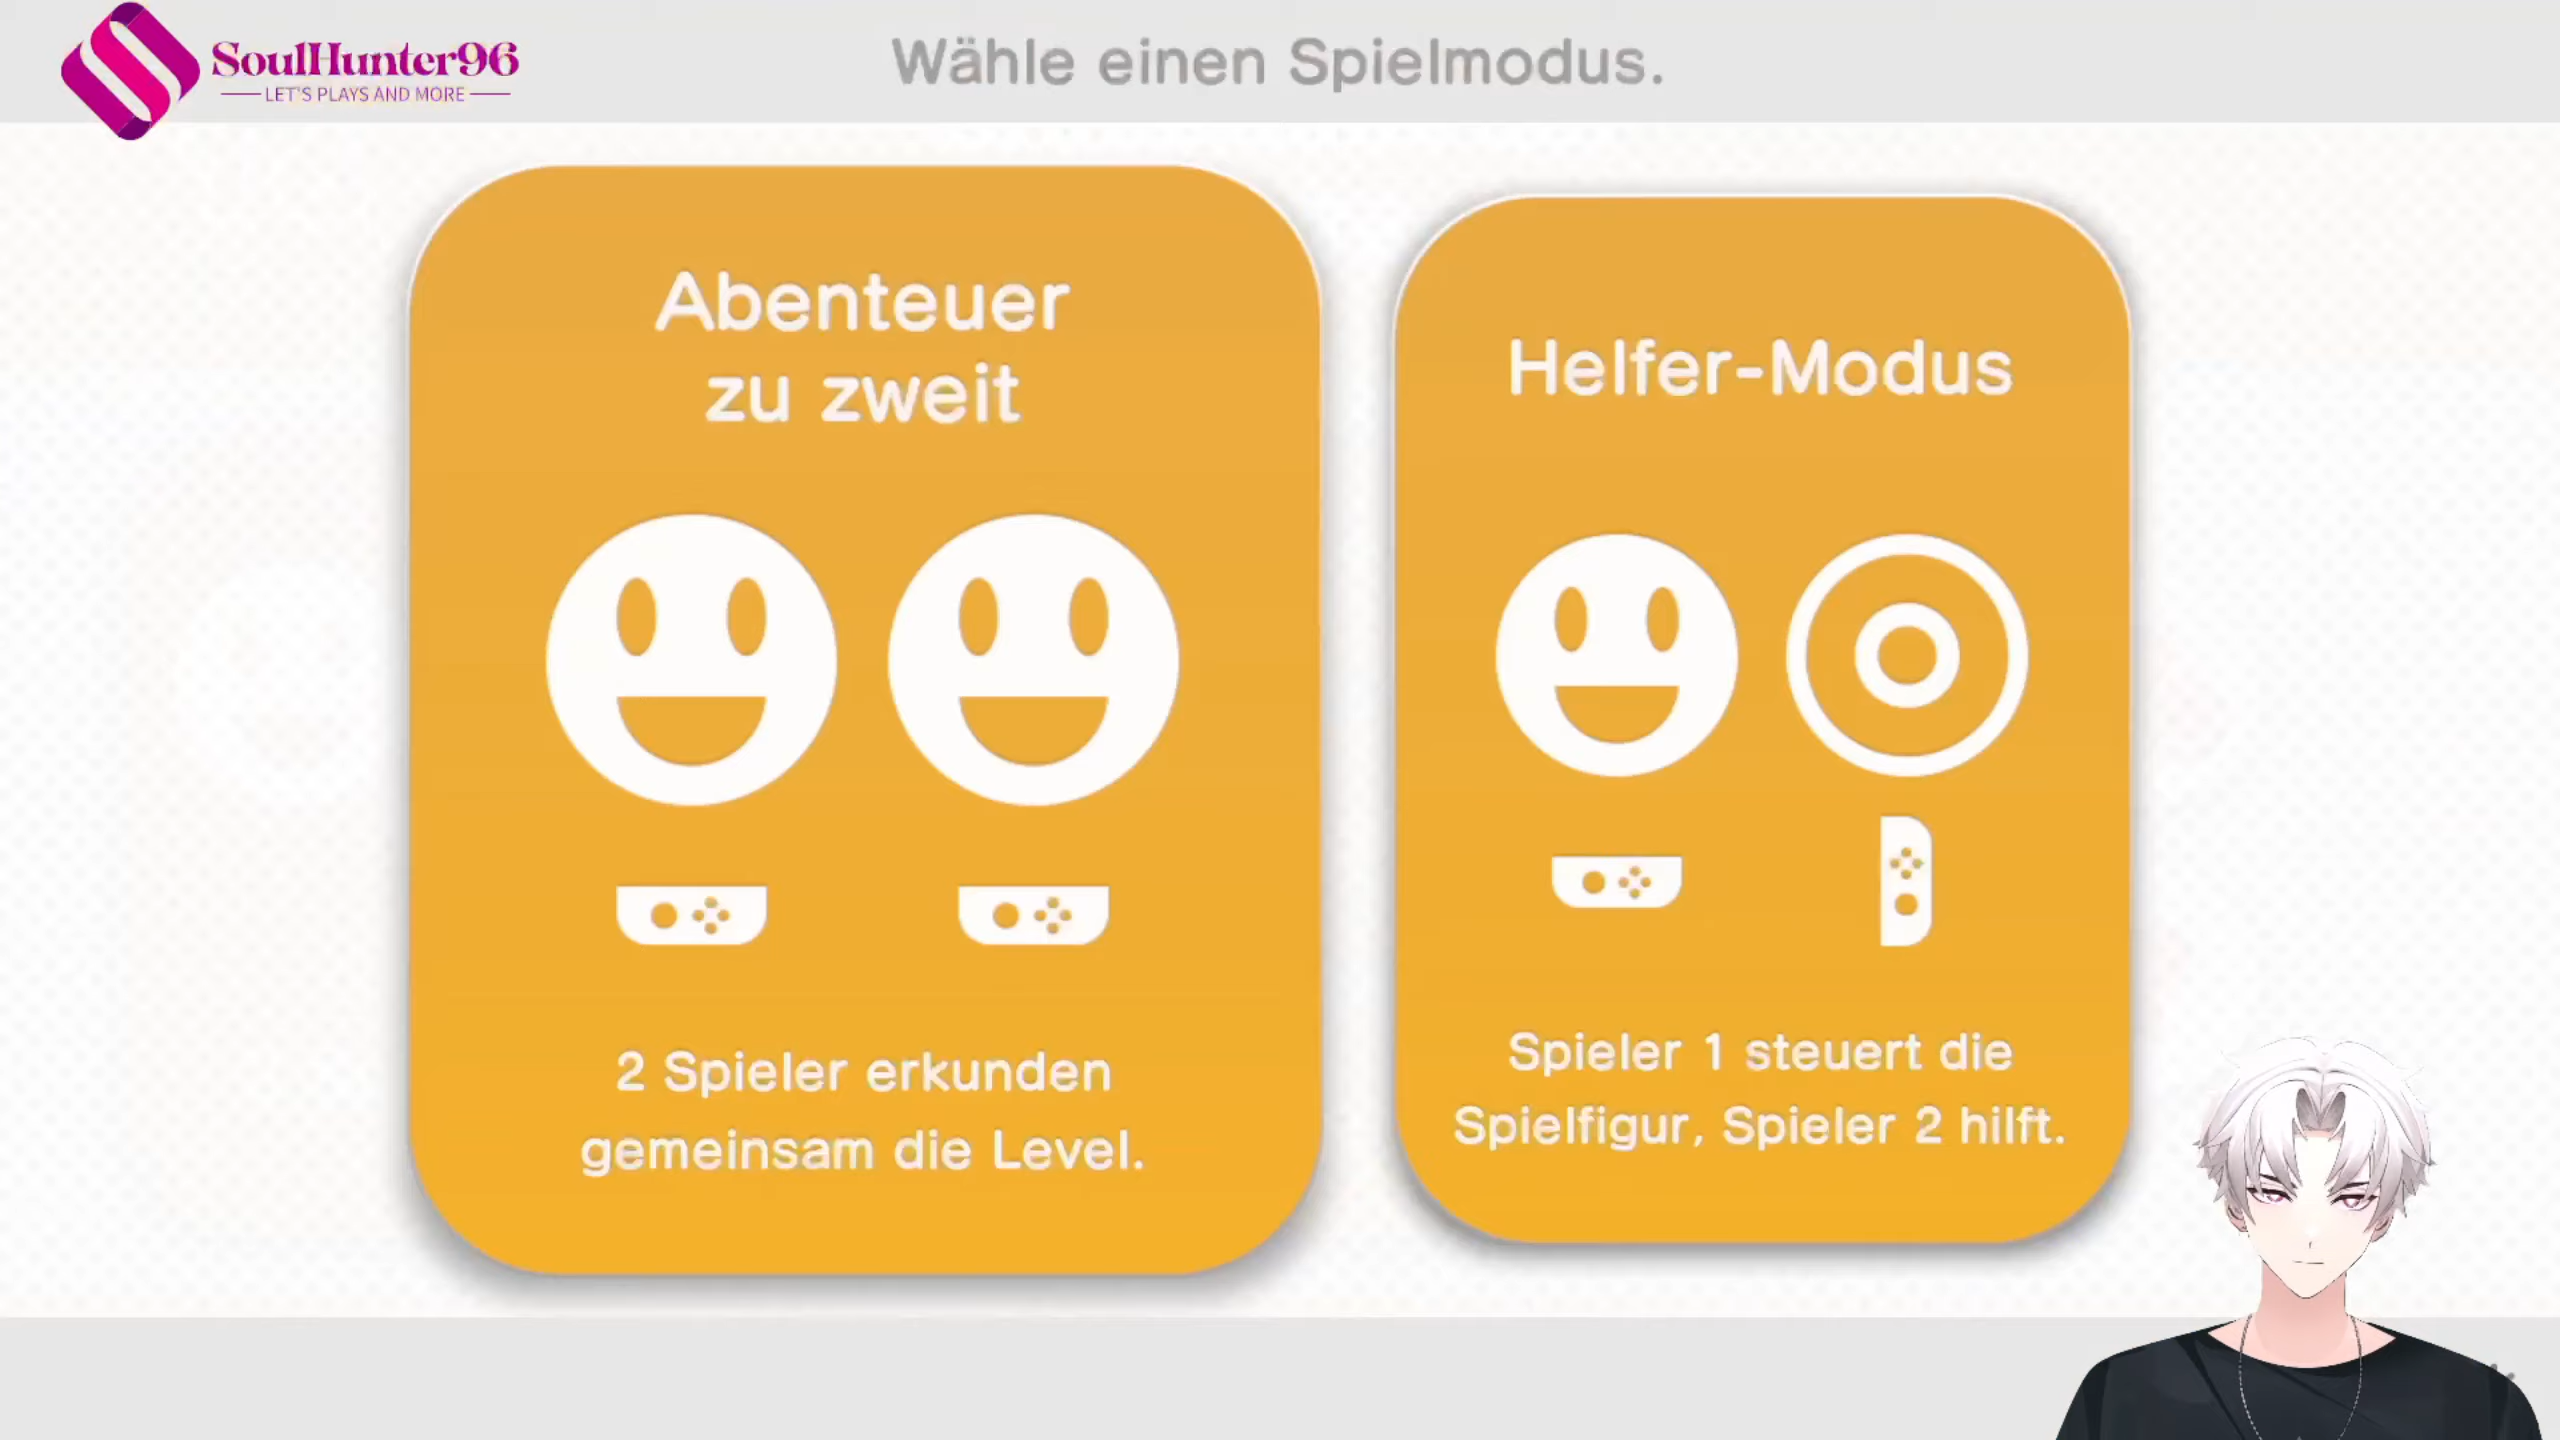 SoulHunter96
LET'S PLAYS AND MORE
Wähle einen Spielmodus.
Abenteuer
zu zweit
2 Spieler erkunden
gemeinsam die Level.
Helfer-Modus
Spieler 1 steuert die
Spielfigur, Spieler 2 hilft.